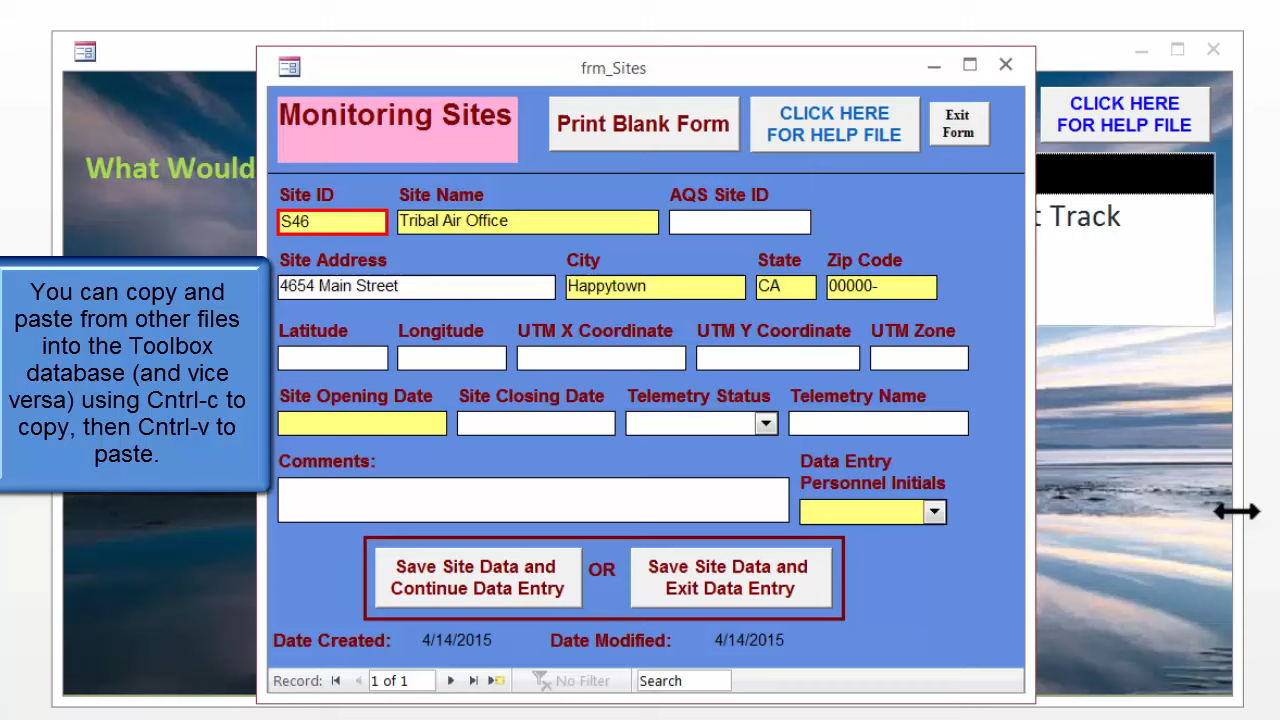 frm_Sites
What Would
Monitoring Sites
Print Blank Form
CLICK HERE
FOR HELP FILE
Exit
Form
CLICK HERE
FOR HELP FILE
t Track
Site ID Site Name AQS Site ID
S46 Tribal Air Office
Site Address City State Zip Code
4654 Main Street Happytown CA 00000-
Latitude Longitude UTM X Coordinate UTM Y Coordinate UTM Zone
Site Opening Date Site Closing Date Telemetry Status Telemetry Name
Comments:
Data Entry
Personnel Initials
Save Site Data and
Continue Data Entry
OR
Save Site Data and
Exit Data Entry
Date Created: 4/14/2015 Date Modified: 4/14/2015
Record: 1 of 1 No Filter Search
You can copy and
paste from other files
into the Toolbox
database (and vice
versa) using Cntrl-c to
copy, then Cntrl-v to
paste.